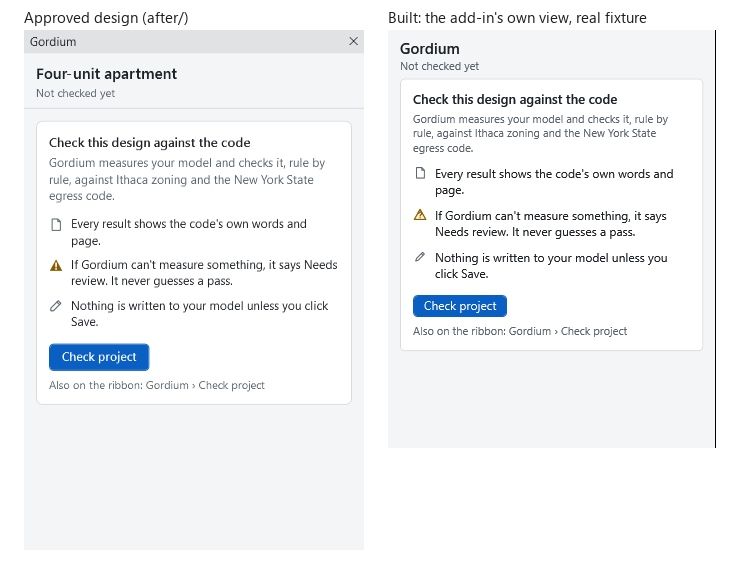 Approved design (after/)
Gordium
Four-unit apartment
Not checked yet
Check this design against the code
Gordium measures your model and checks it, rule by
rule, against Ithaca zoning and the New York State
egress code.
Every result shows the code's own words and
page.
If Gordium can't measure something, it says Needs
review. It never guesses a pass.
Nothing is written to your model unless you click
Save.
Check project
Also on the ribbon: Gordium › Check project
Built: the add-in's own view, real fixture
Gordium
Not checked yet
Check this design against the code
Gordium measures your model and checks it, rule by
rule, against Ithaca zoning and the New York State
egress code.
Every result shows the code's own words and
page.
If Gordium can't measure something, it says
Needs review. It never guesses a pass.
Nothing is written to your model unless you
click Save.
Check project
Also on the ribbon: Gordium › Check project